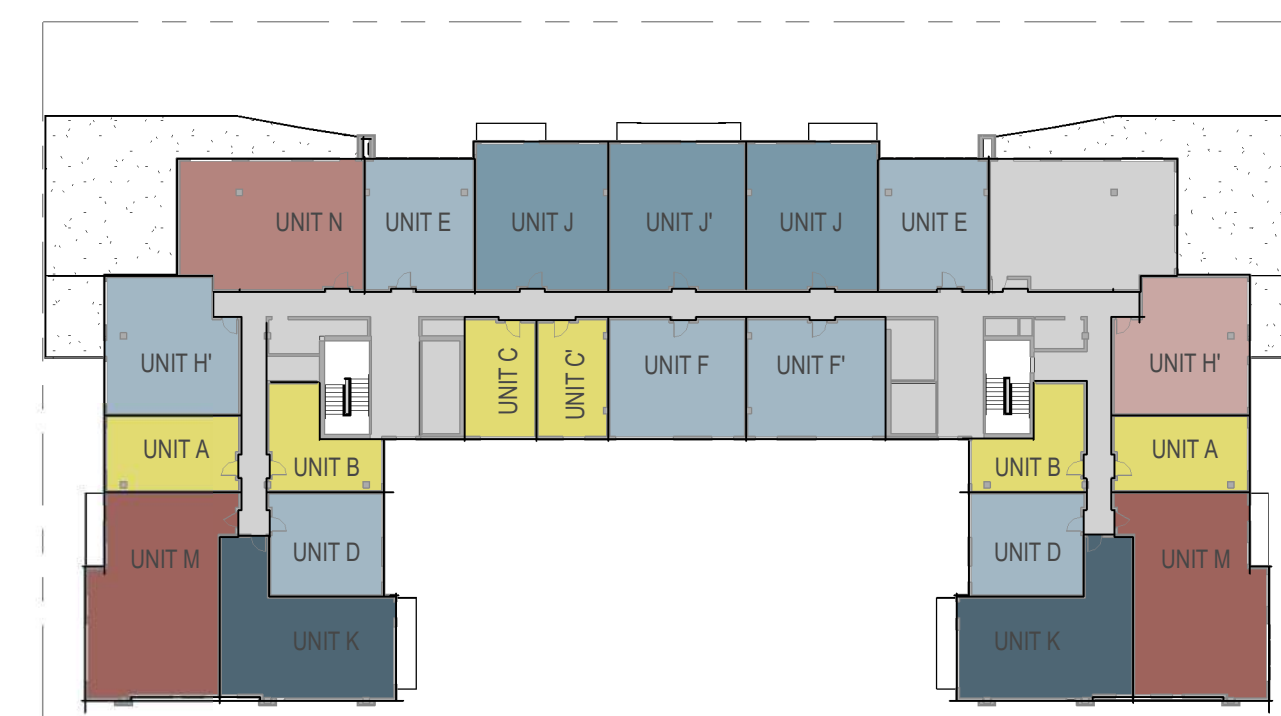 UNIT N
UNIT E
UNIT J
UNIT J'
UNIT J
UNIT E
UNIT H'
UNIT C
UNIT C'
UNIT F
UNIT F'
UNIT H'
UNIT A
UNIT B
UNIT B
UNIT A
UNIT M
UNIT D
UNIT D
UNIT M
UNIT K
UNIT K